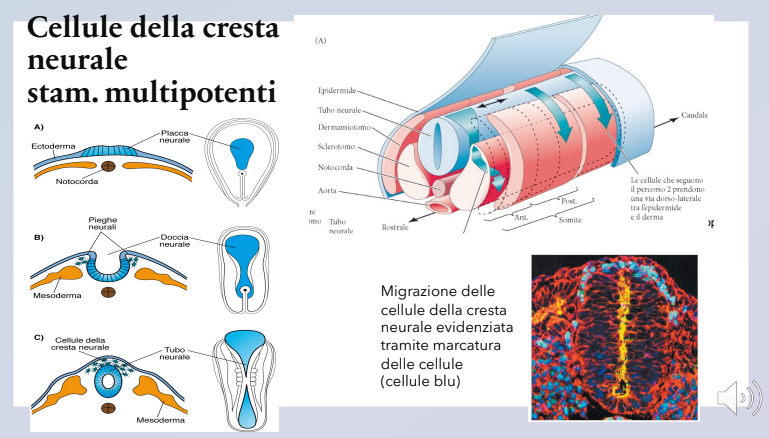 Cellule della cresta
neurale
stam. multipotenti
A)
Ectoderma
Placca
neurale
Notocorda
B)
Pieghe
neurali
Doccia
neurale
Mesoderma
C)
Cellule della
cresta neurale
Tubo
neurale
Mesoderma
(A)
Epidermide
Tubo neurale
Dermamiotomo
Sclerotomo
Notocorda
Aorta
Tubo
neurale
Rostrale
Ant.
Post.
Somite
Caudale
Le cellule che seguono
il percorso 2 prendono
una via dorso-laterale
tra l'epidermide
e il derma
Migrazione delle
cellule della cresta
neurale evidenziata
tramite marcatura
delle cellule
(cellule blu)